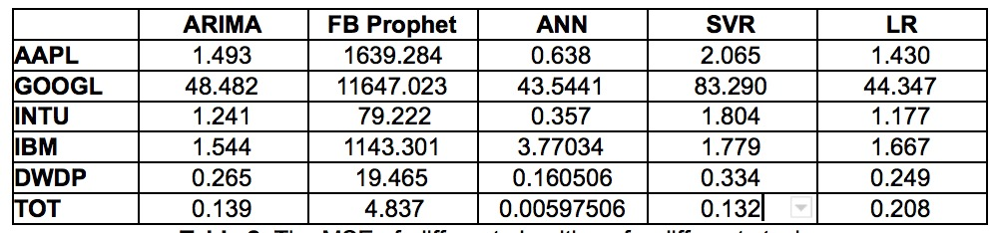 ARIMA FB Prophet ANN SVR LR
AAPL 1.493 1639.284 0.638 2.065 1.430
GOOGL 48.482 11647.023 43.5441 83.290 44.347
INTU 1.241 79.222 0.357 1.804 1.177
IBM 1.544 1143.301 3.77034 1.779 1.667
DWDP 0.265 19.465 0.160506 0.334 0.249
TOT 0.139 4.837 0.00597506 0.132 0.208